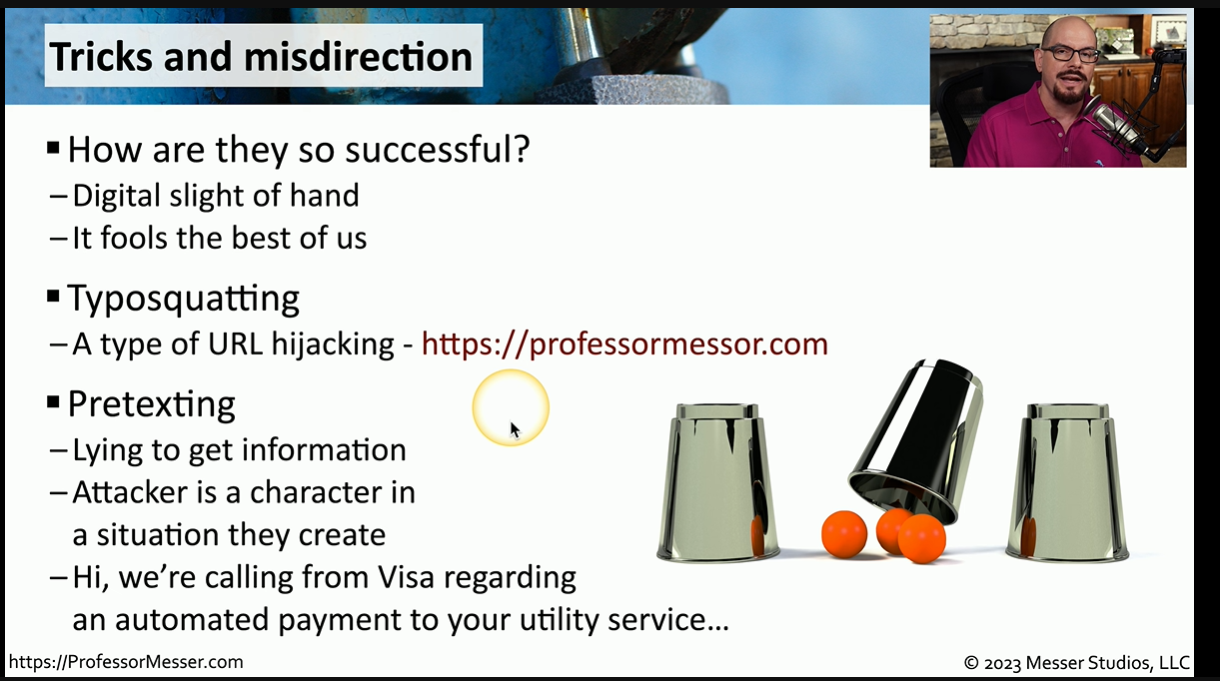 Tricks and misdirection
▪ How are they so successful?
– Digital slight of hand
– It fools the best of us
▪ Typosquatting
– A type of URL hijacking - https://professormessor.com
▪ Pretexting
– Lying to get information
– Attacker is a character in
a situation they create
– Hi, we're calling from Visa regarding
an automated payment to your utility service...
https://ProfessorMesser.com
© 2023 Messer Studios, LLC